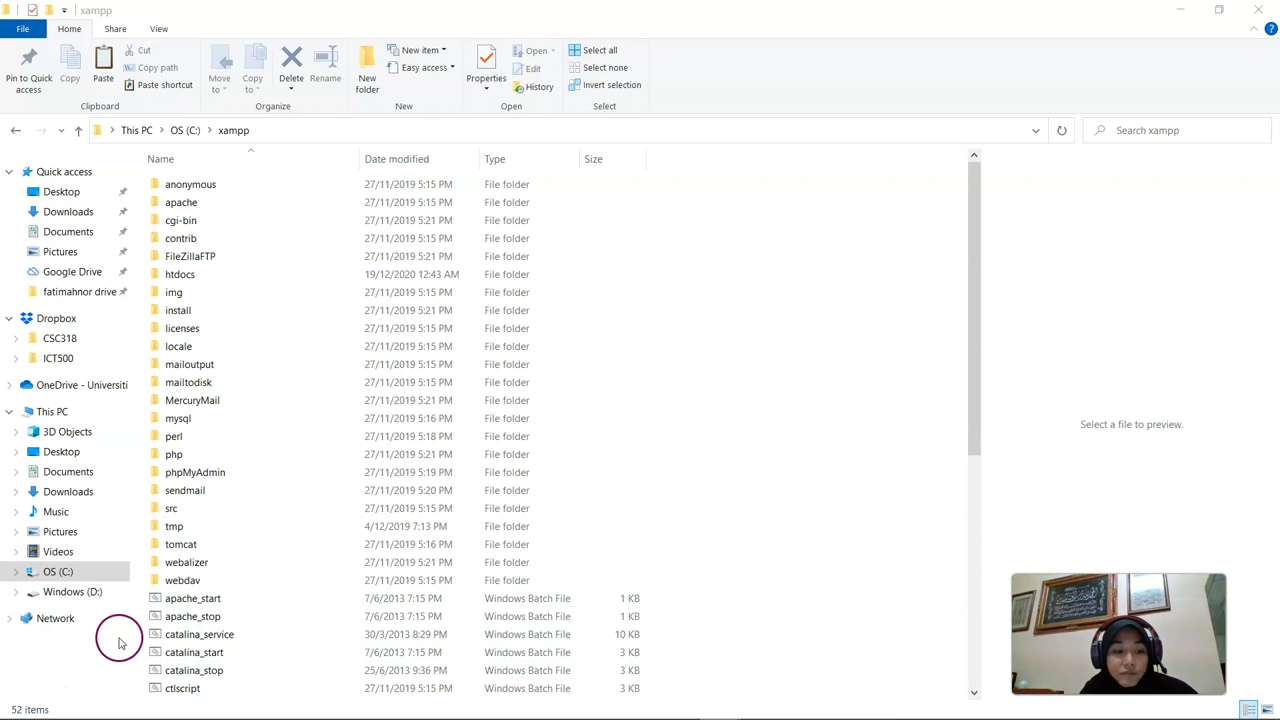 xampp
File Home Share View
Pin to Quick access
Copy
Paste
Cut
Copy path
Paste shortcut
Clipboard
Move to
Copy to
Delete
Rename
Organize
New folder
New item
Easy access
New
Properties
Open
Edit
History
Open
Select all
Select none
Invert selection
Select
This PC > OS (C:) > xampp
Search xampp
Name Date modified Type Size
Quick access
Desktop
Downloads
Documents
Pictures
Google Drive
fatimahnor drive
Dropbox
CSC318
ICT500
OneDrive - Universiti
This PC
3D Objects
Desktop
Documents
Downloads
Music
Pictures
Videos
OS (C:)
Windows (D:)
Network
anonymous 27/11/2019 5:15 PM File folder
apache 27/11/2019 5:15 PM File folder
cgi-bin 27/11/2019 5:21 PM File folder
contrib 27/11/2019 5:15 PM File folder
FileZillaFTP 27/11/2019 5:21 PM File folder
htdocs 19/12/2020 12:43 AM File folder
img 27/11/2019 5:15 PM File folder
install 27/11/2019 5:21 PM File folder
licenses 27/11/2019 5:15 PM File folder
locale 27/11/2019 5:15 PM File folder
mailoutput 27/11/2019 5:15 PM File folder
mailtodisk 27/11/2019 5:15 PM File folder
MercuryMail 27/11/2019 5:21 PM File folder
mysql 27/11/2019 5:16 PM File folder
perl 27/11/2019 5:18 PM File folder
php 27/11/2019 5:15 PM File folder
phpMyAdmin 27/11/2019 5:19 PM File folder
sendmail 27/11/2019 5:20 PM File folder
src 27/11/2019 5:15 PM File folder
tmp 4/12/2019 7:13 PM File folder
tomcat 27/11/2019 5:16 PM File folder
webalizer 27/11/2019 5:21 PM File folder
webdav 27/11/2019 5:15 PM File folder
apache_start 7/6/2013 7:15 PM Windows Batch File 1 KB
apache_stop 7/6/2013 7:15 PM Windows Batch File 1 KB
catalina_service 30/3/2013 8:29 PM Windows Batch File 10 KB
catalina_start 7/6/2013 7:15 PM Windows Batch File 3 KB
catalina_stop 25/6/2013 9:36 PM Windows Batch File 3 KB
ctlscript 27/11/2019 5:15 PM Windows Batch File 3 KB
Select a file to preview.
52 items